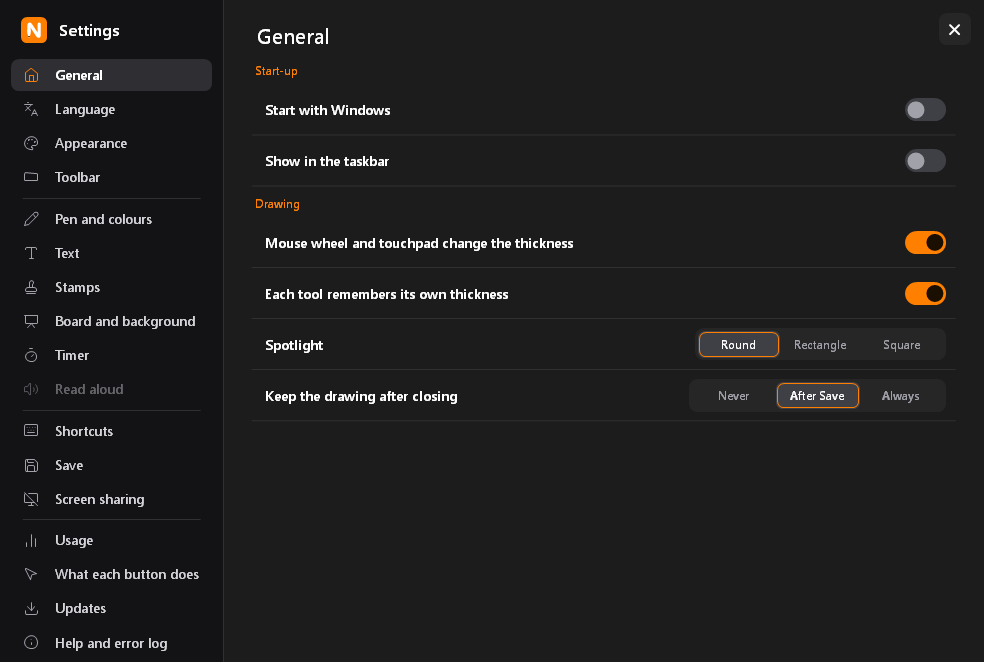 N Settings
General
Language
Appearance
Toolbar
Pen and colours
Text
Stamps
Board and background
Timer
Read aloud
Shortcuts
Save
Screen sharing
Usage
What each button does
Updates
Help and error log
General
Start-up
Start with Windows
Show in the taskbar
Drawing
Mouse wheel and touchpad change the thickness
Each tool remembers its own thickness
Spotlight Round Rectangle Square
Keep the drawing after closing Never After Save Always